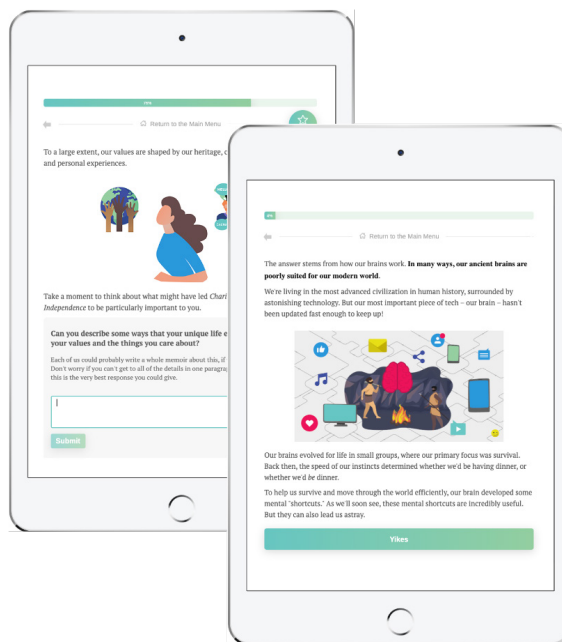 75%
Return to the Main Menu
To a large extent, our values are shaped by our heritage,
and personal experiences.
Take a moment to think about what might have led
Independence to be particularly important to you.
Can you describe some ways that your unique life
your values and the things you care about?
Each of us could probably write a whole memoir about this,
Don't worry if you can't get to all of the details in one
this is the very best response you could give.
Submit
Return to the Main Menu
The answer stems from how our brains work. In many ways, our ancient brains are
poorly suited for our modern world.
We're living in the most advanced civilization in human history, surrounded by
astonishing technology. But our most important piece of tech – our brain – hasn't
been updated fast enough to keep up!
Our brains evolved for life in small groups, where our primary focus was survival.
Back then, the speed of our instincts determined whether we'd be having dinner, or
whether we'd be dinner.
To help us survive and move through the world efficiently, our brain developed some
mental "shortcuts." As we'll soon see, these mental shortcuts are incredibly useful.
But they can also lead us astray.
Yikes